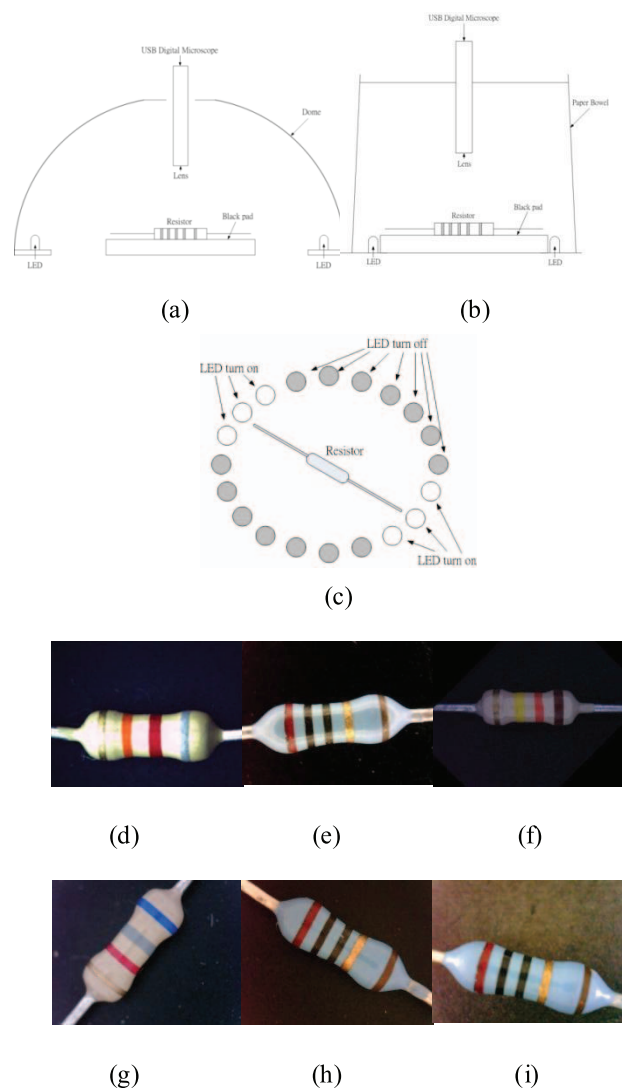 USB Digital Microscope
Dome
Lens
Resistor
Black pad
LED
LED
(a)
USB Digital Microscope
Paper Bowel
Lens
Resistor
Black pad
LED
LED
(b)
LED turn off
LED turn on
Resistor
LED turn on
(c)
(d)
(e)
(f)
(g)
(h)
(i)